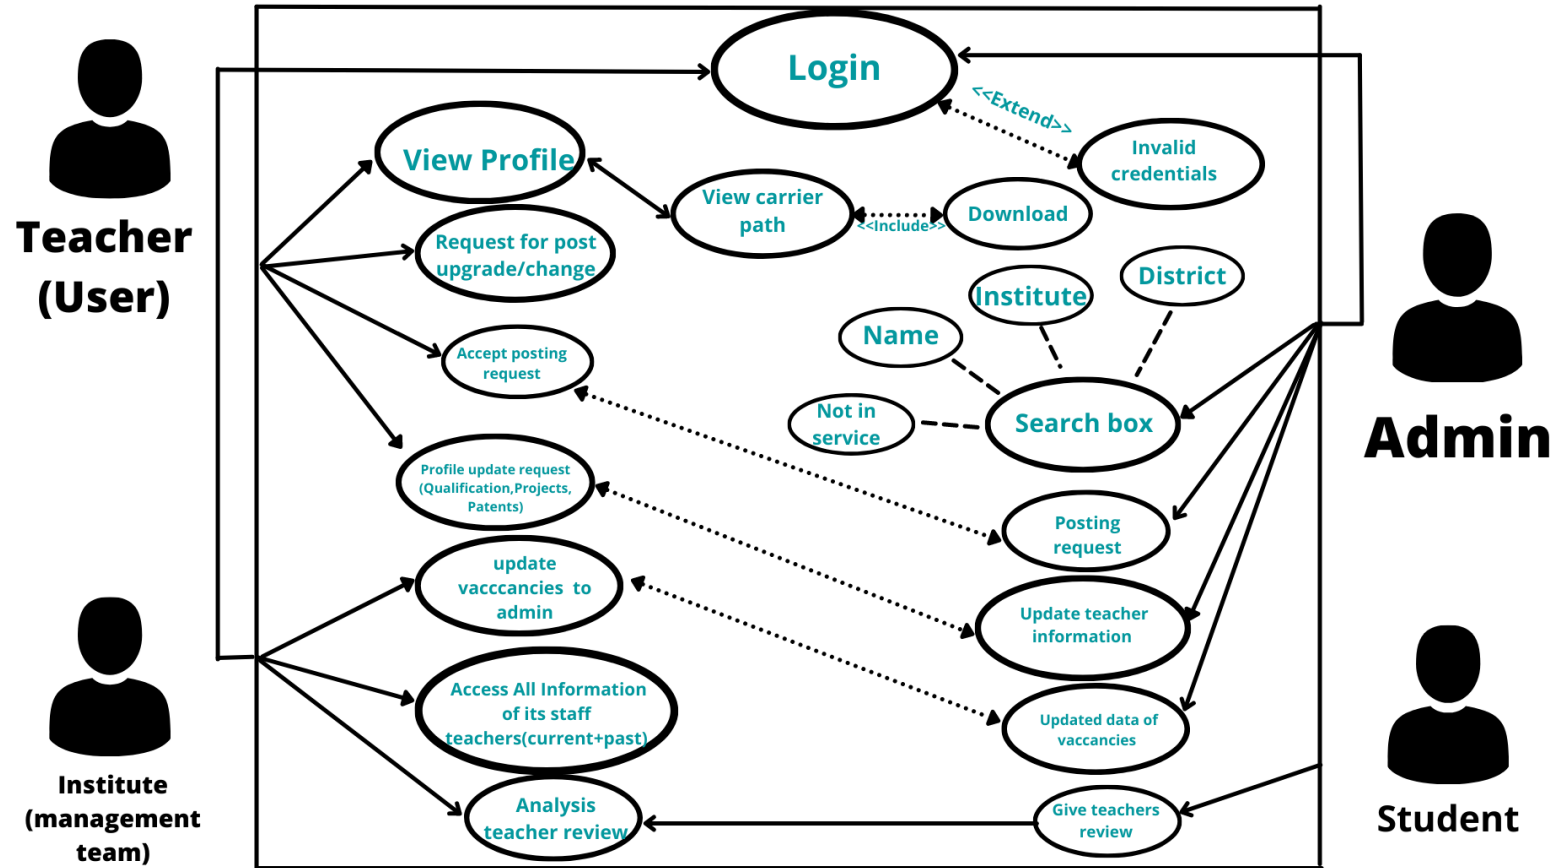 Login
<<Extend>>
Invalid
credentials
View Profile
View carrier
path
<<Include>>
Download
Teacher
(User)
Request for post
upgrade/change
Institute
District
Name
Accept posting
request
Not in
service
Search box
Admin
Profile update request
(Qualification,Projects,
Patents)
Posting
request
update
vacccancies to
admin
Update teacher
information
Access All Information
of its staff
teachers(current+past)
Updated data of
vaccancies
Institute
(management
team)
Analysis
teacher review
Give teachers
review
Student